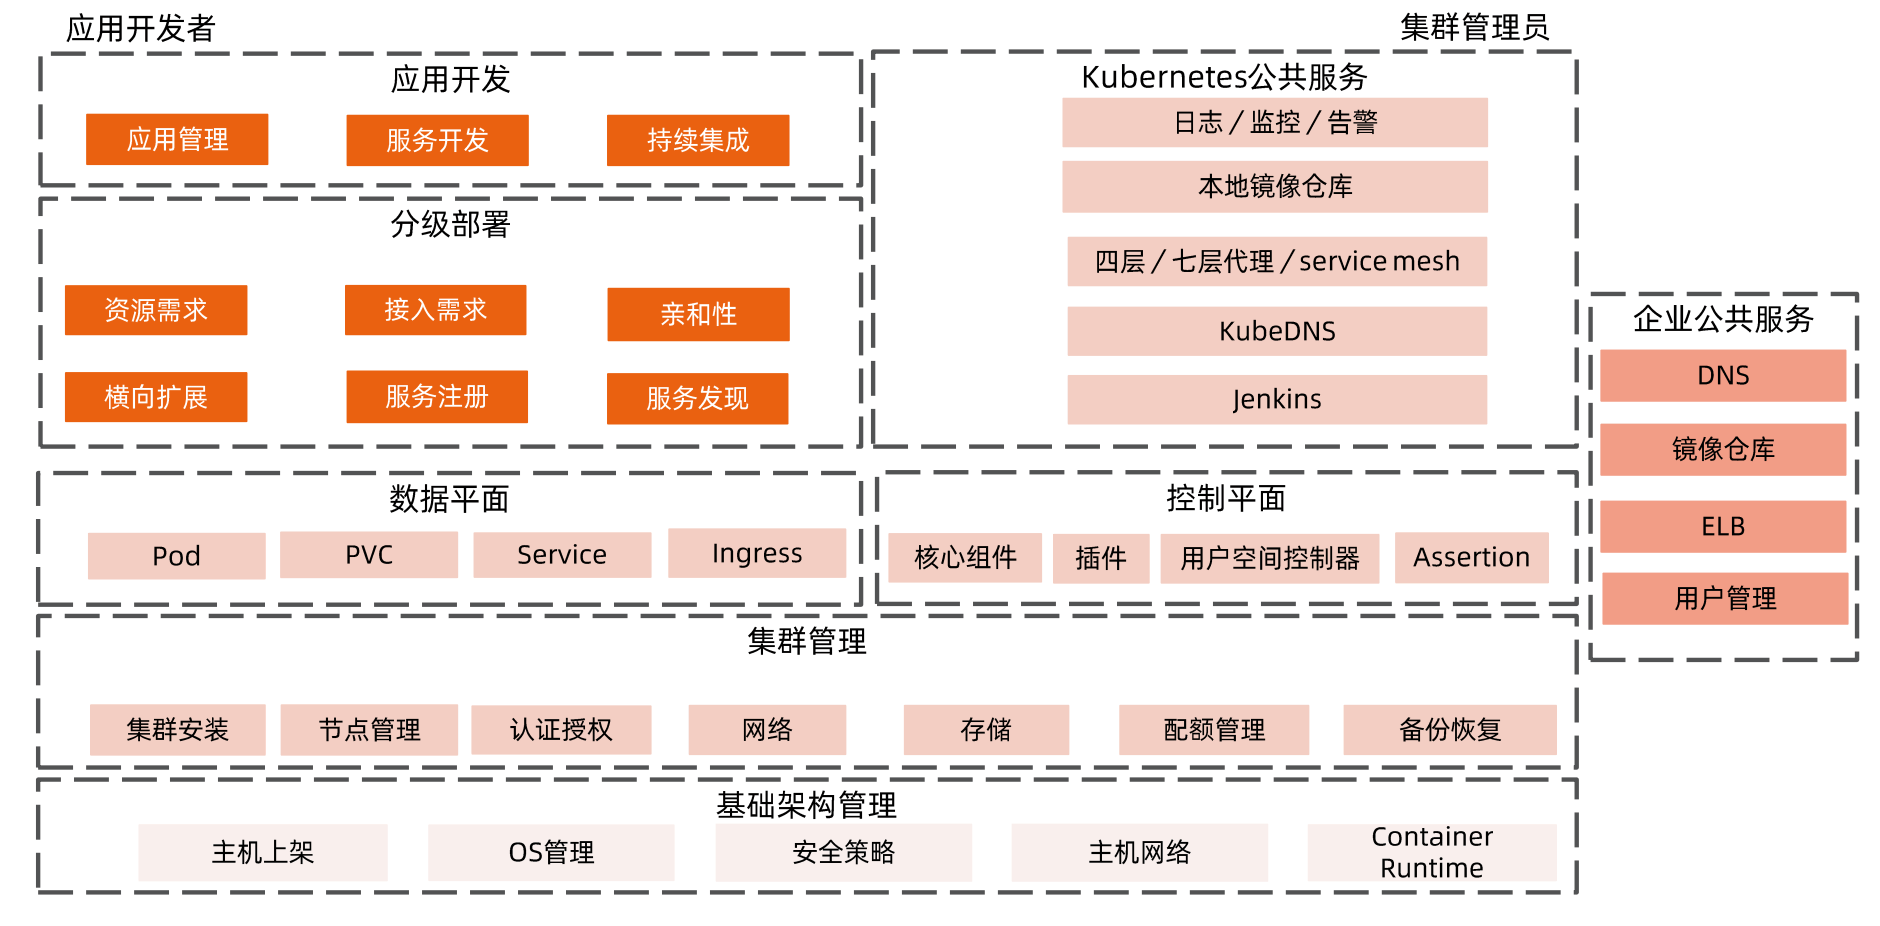 应用开发者
集群管理员
应用开发
应用管理
服务开发
持续集成
分级部署
资源需求
接入需求
亲和性
横向扩展
服务注册
服务发现
Kubernetes公共服务
日志/监控/告警
本地镜像仓库
四层/七层代理/service mesh
KubeDNS
Jenkins
企业公共服务
DNS
镜像仓库
ELB
用户管理
数据平面
Pod
PVC
Service
Ingress
控制平面
核心组件
插件
用户空间控制器
Assertion
集群管理
集群安装
节点管理
认证授权
网络
存储
配额管理
备份恢复
基础架构管理
主机上架
OS管理
安全策略
主机网络
Container
Runtime